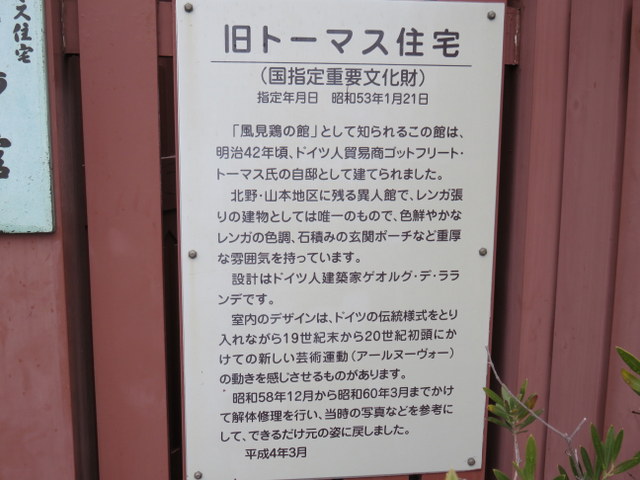 旧トーマス住宅
(国指定重要文化財)
指定年月日 昭和53年1月21日
「風見鶏の館」として知られるこの館は、
明治42年頃、ドイツ人貿易商ゴットフリート・
トーマス氏の自邸として建てられました。
北野・山本地区に残る異人館で、レンガ張
りの建物としては唯一のもので、色鮮やかな
レンガの色調、石積みの玄関ポーチなど重厚
な雰囲気を持っています。
設計はドイツ人建築家ゲオルグ・デ・ララ
ンデです。
室内のデザインは、ドイツの伝統様式をとり
入れながら19世紀末から20世紀初頭にか
けての新しい芸術運動(アールヌーヴォー)
の動きを感じさせるものがあります。
昭和58年12月から昭和60年3月までかけ
て解体修理を行い、当時の写真などを参考に
して、できるだけ元の姿に戻しました。
平成4年3月
ス住宅